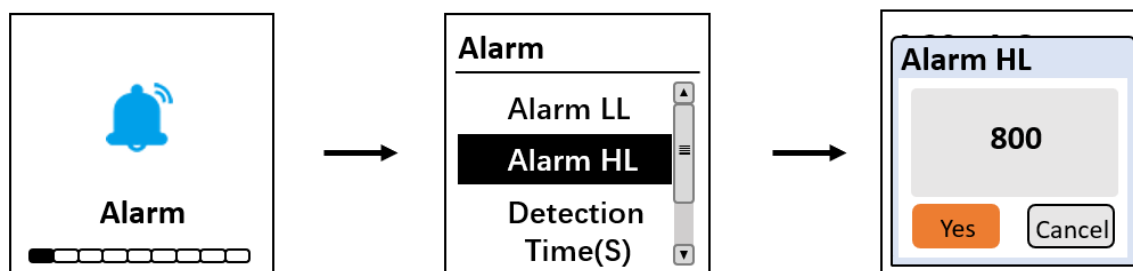 Alarm
Alarm
Alarm LL
Alarm HL
Detection
Time(S)
Alarm HL
800
Yes
Cancel